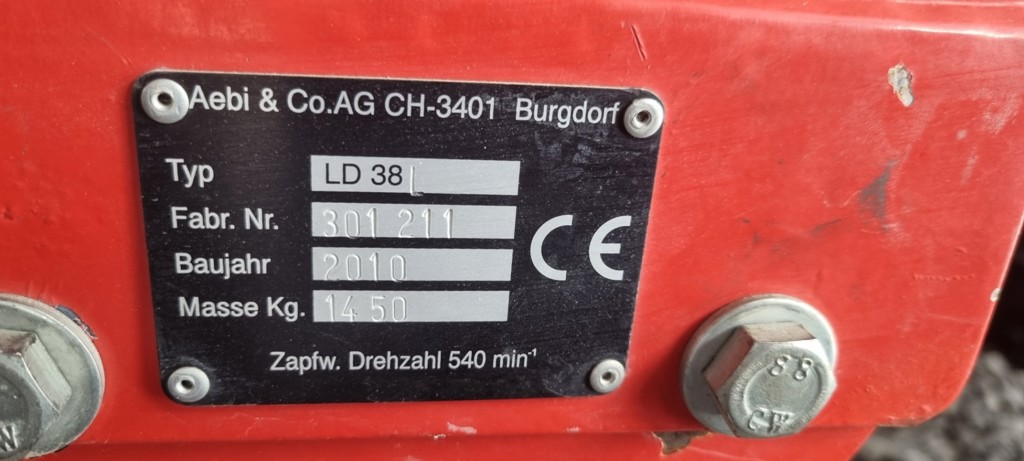 Aebi & Co.AG CH-3401 Burgdorf
Typ LD 38 L
Fabr. Nr. 301 211
Baujahr 2010
Masse Kg. 1450
CE
Zapfw. Drehzahl 540 min⁻¹
88